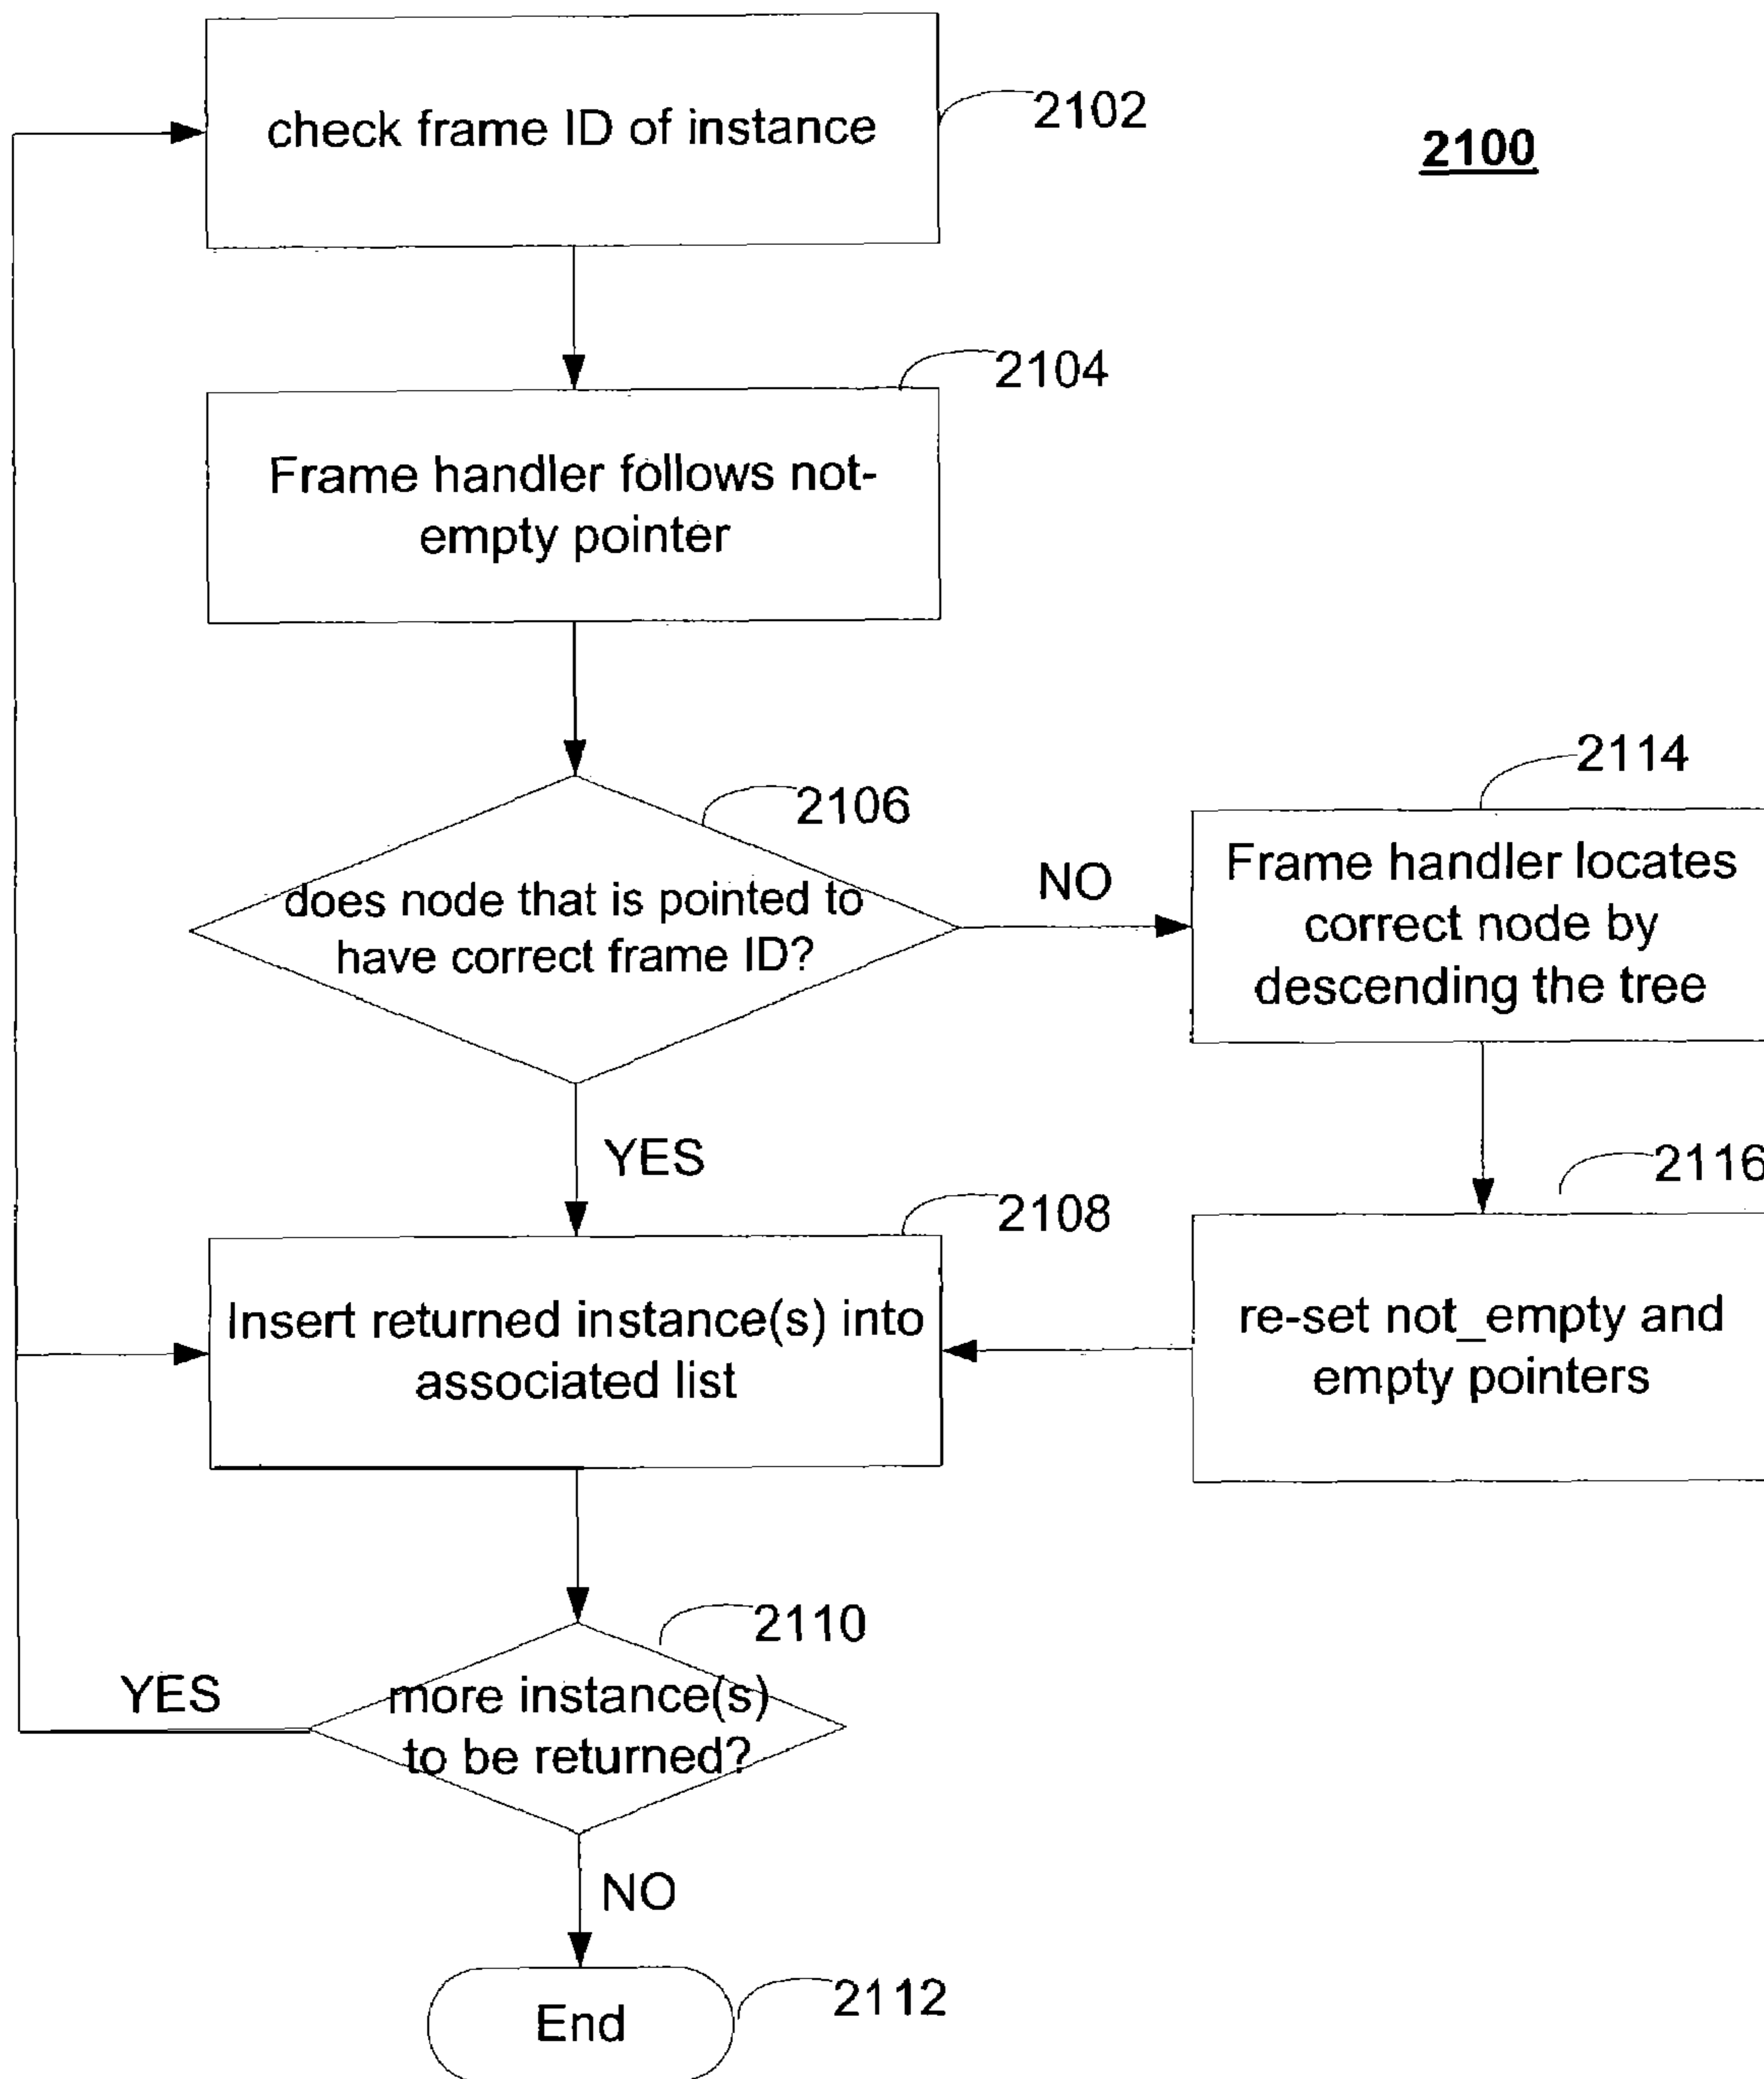 check frame ID of instance
2102
2100
2104
Frame handler follows not-
empty pointer
2106
does node that is pointed to
have correct frame ID?
NO
2114
Frame handler locates
correct node by
descending the tree
YES
2108
Insert returned instance(s) into
associated list
2116
re-set not_empty and
empty pointers
2110
more instance(s)
to be returned?
YES
NO
End
2112